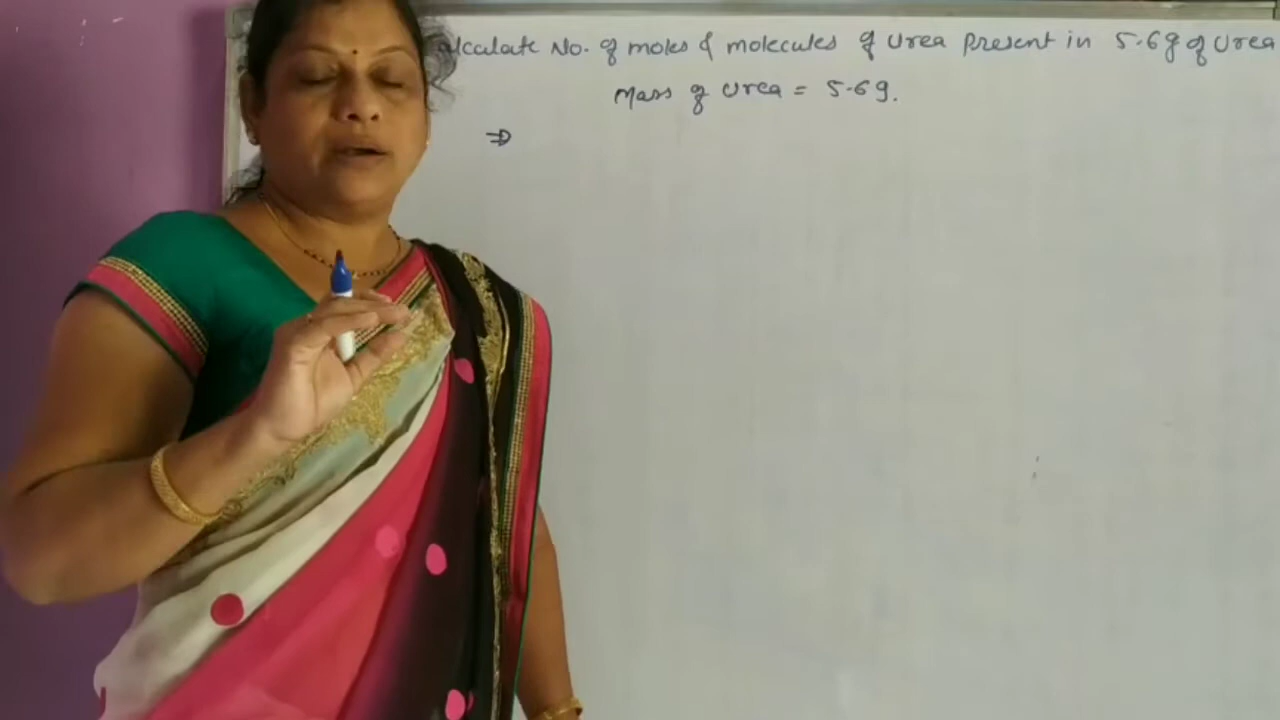 alculate No. of moles & molecules of Urea present in 5.6g of Urea
Mass of Urea = 5.6g.
⇒